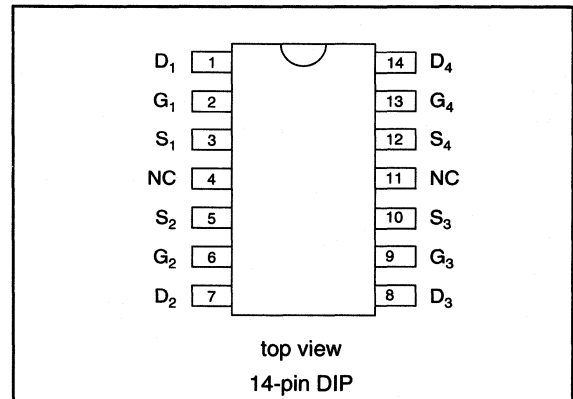 D₁ 1 14 D₄
G₁ 2 13 G₄
S₁ 3 12 S₄
NC 4 11 NC
S₂ 5 10 S₃
G₂ 6 9 G₃
D₂ 7 8 D₃
top view
14-pin DIP